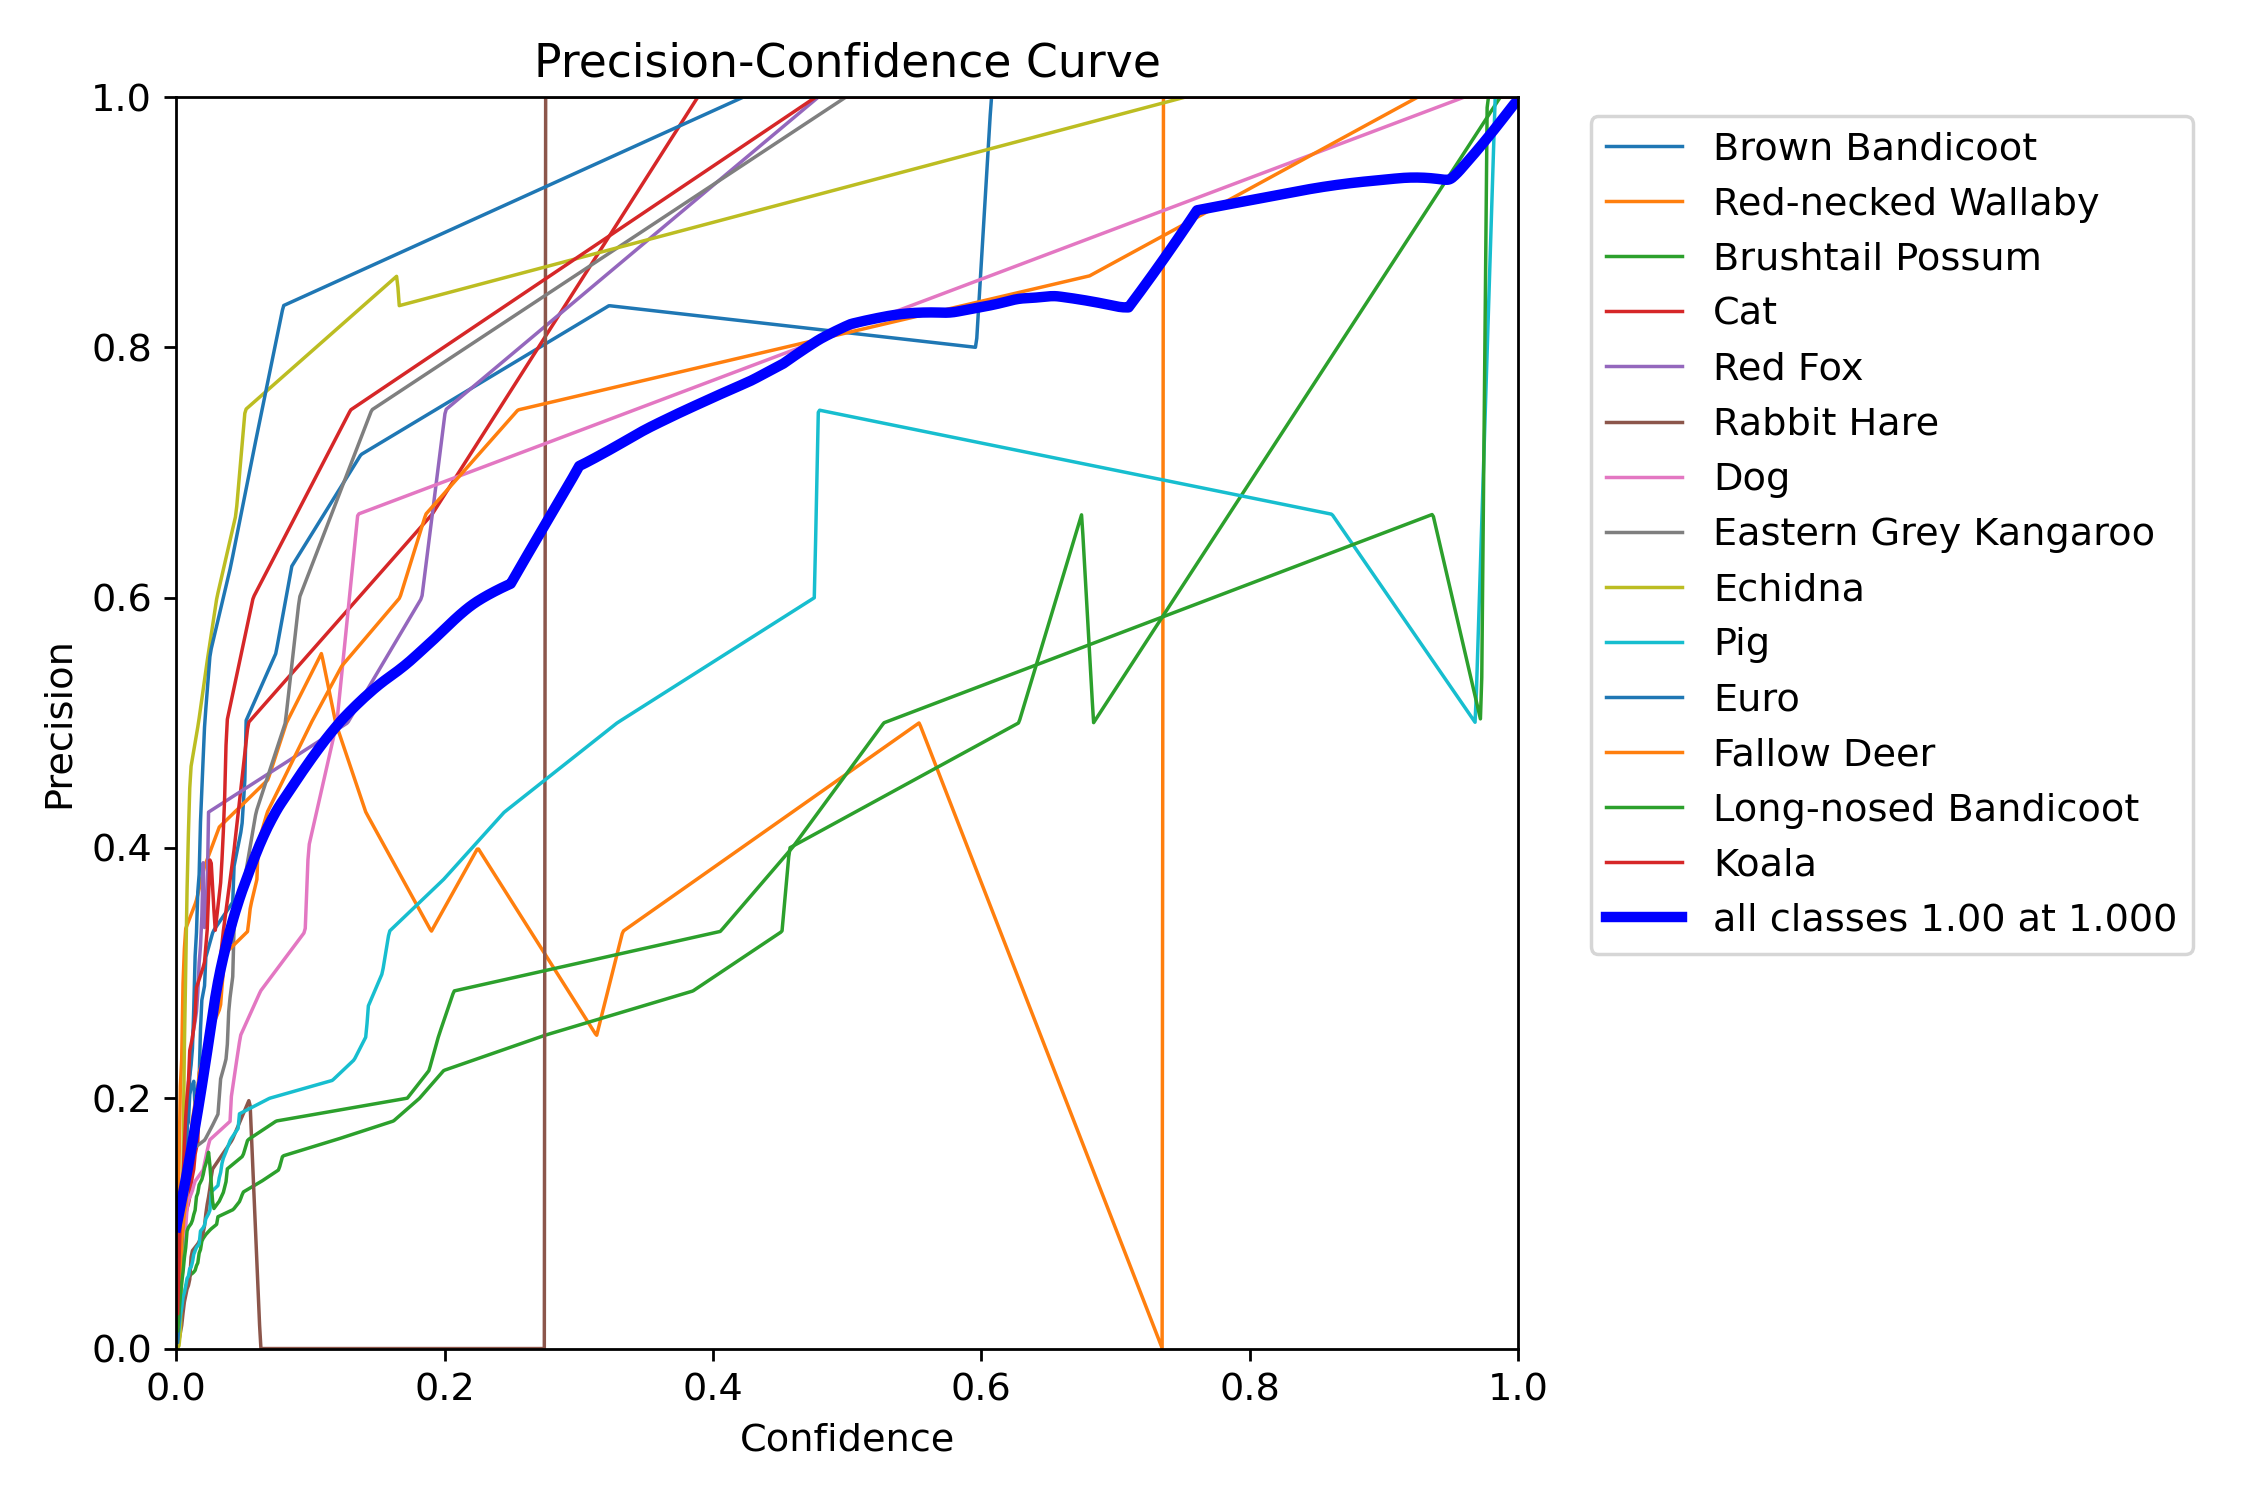 Precision-Confidence Curve
1.0
0.8
0.6
0.4
0.2
0.0
Precision
0.0 0.2 0.4 0.6 0.8 1.0
Confidence
Brown Bandicoot
Red-necked Wallaby
Brushtail Possum
Cat
Red Fox
Rabbit Hare
Dog
Eastern Grey Kangaroo
Echidna
Pig
Euro
Fallow Deer
Long-nosed Bandicoot
Koala
all classes 1.00 at 1.000